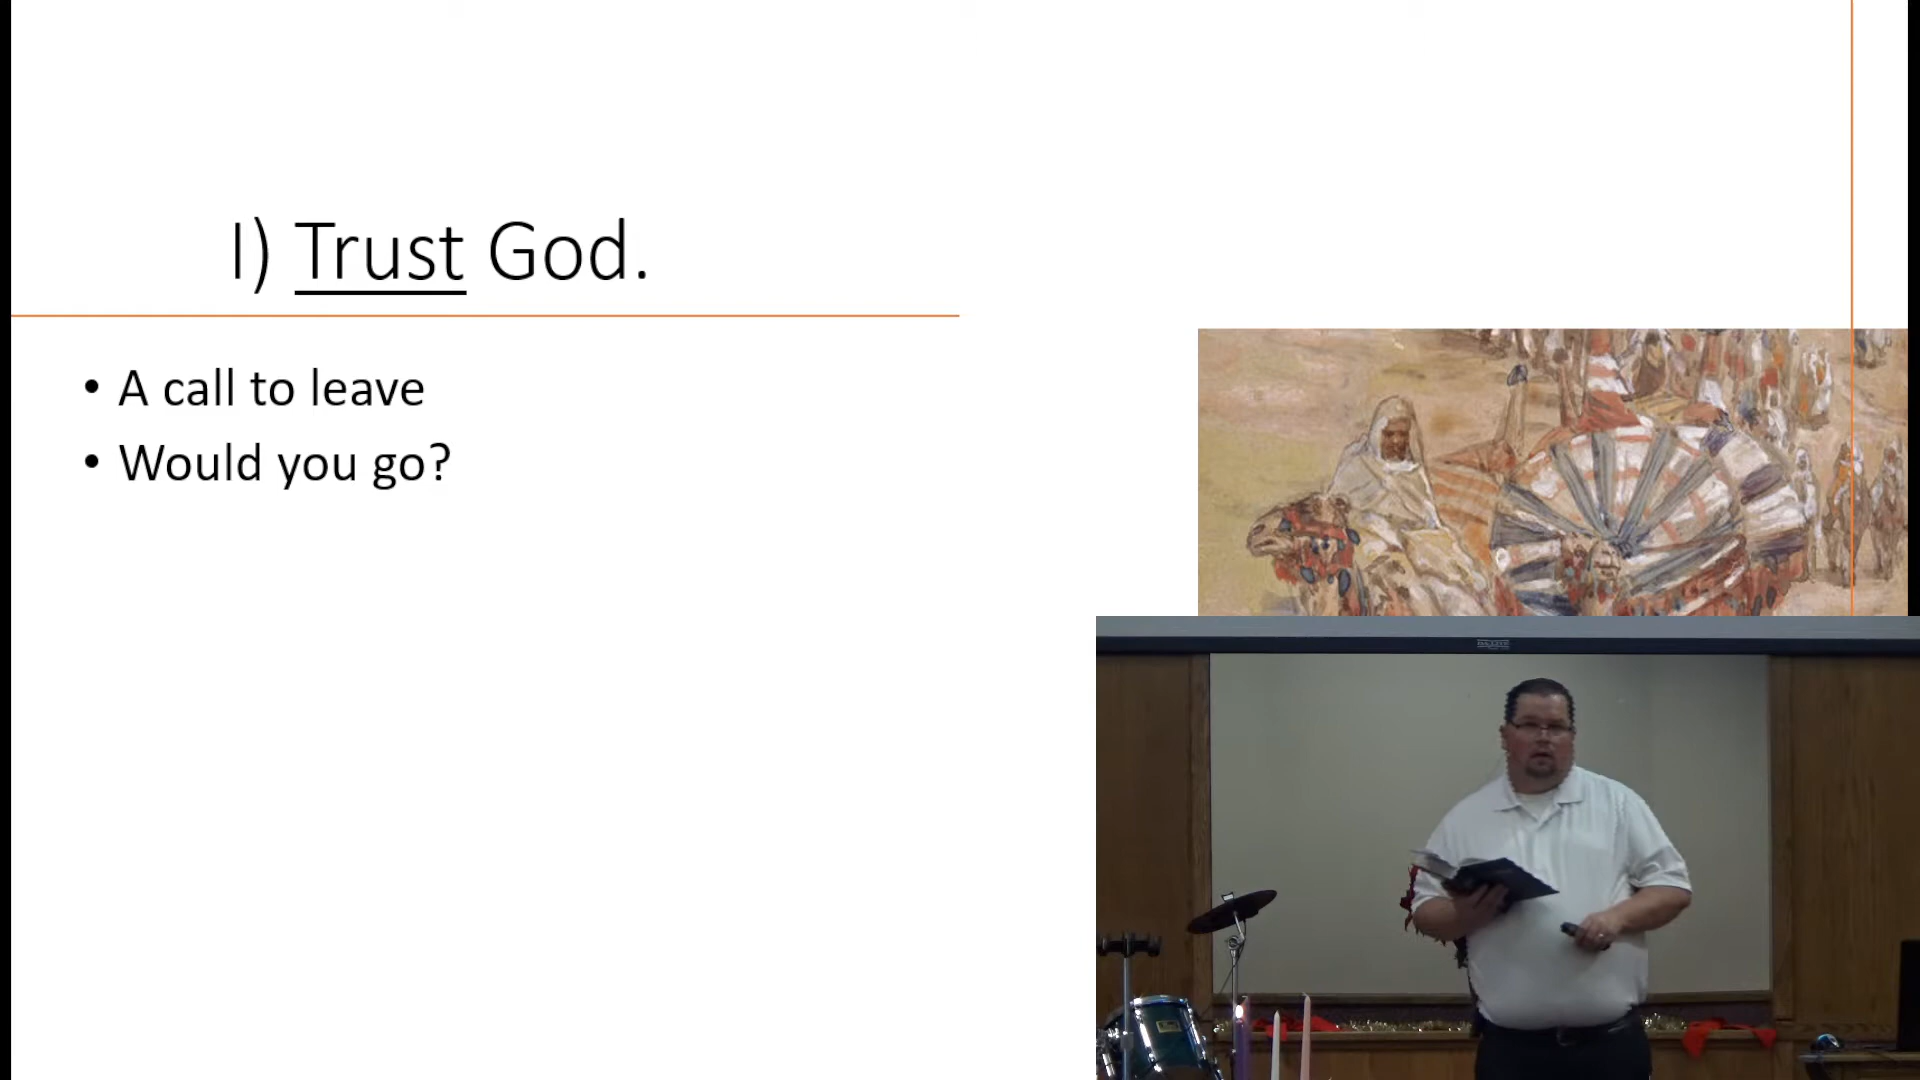 I) Trust God.
• A call to leave
• Would you go?